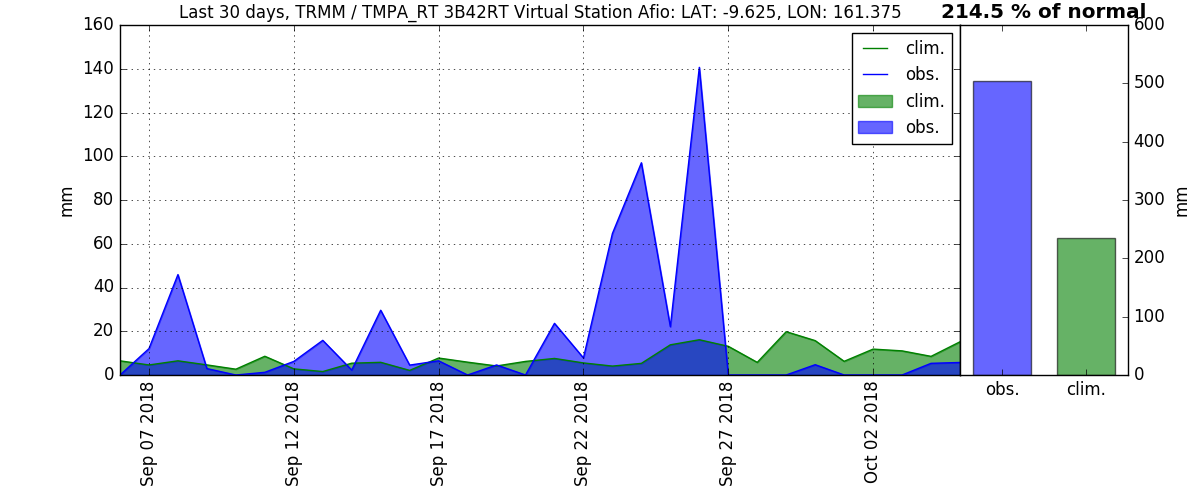 Last 30 days, TRMM / TMPA_RT 3B42RT Virtual Station Afio: LAT: -9.625, LON: 161.375
214.5 % of normal
160
140
120
100
80
60
40
20
0
mm
clim.
obs.
clim.
obs.
Sep 07 2018
Sep 12 2018
Sep 17 2018
Sep 22 2018
Sep 27 2018
Oct 02 2018
600
500
400
300
200
100
0
mm
obs.
clim.